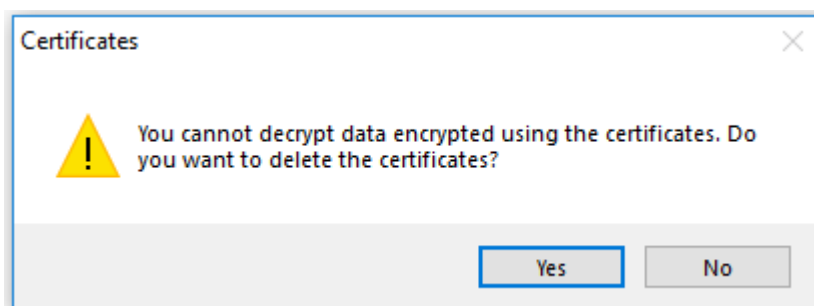 Certificates
You cannot decrypt data encrypted using the certificates. Do
you want to delete the certificates?
Yes No